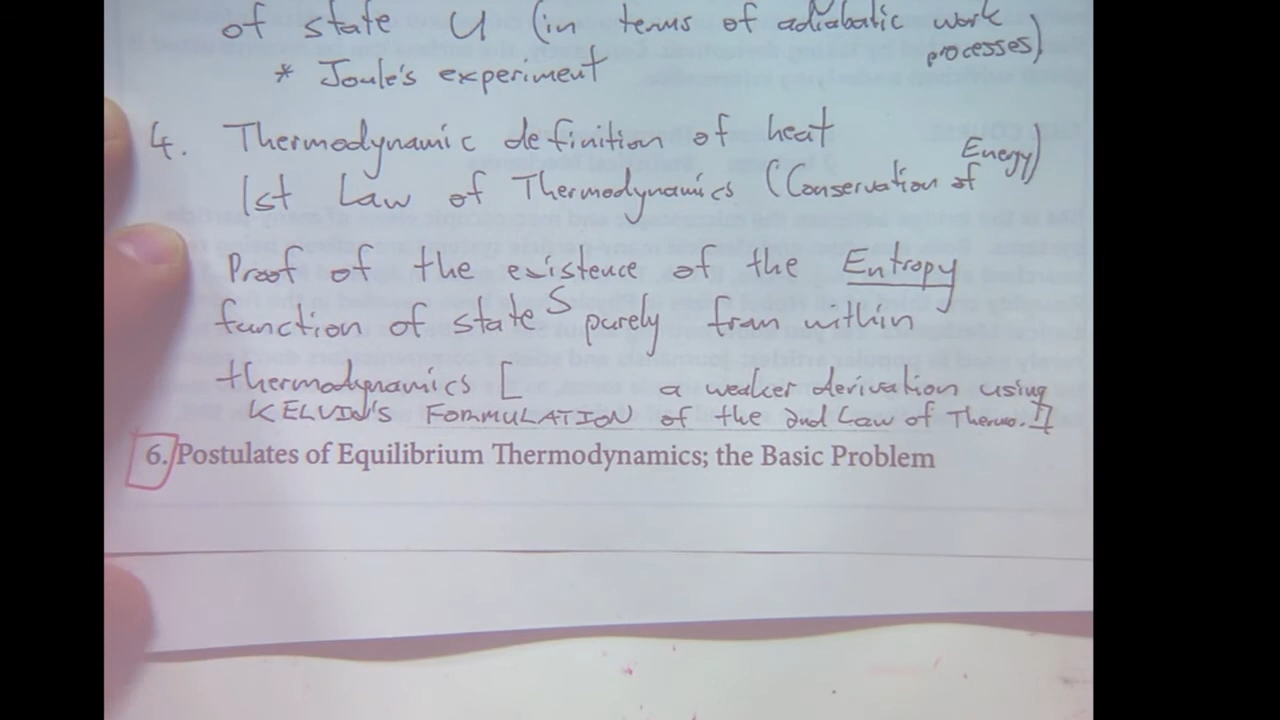 of state U (in terms of adiabatic work processes)
* Joule's experiment
4. Thermodynamic definition of heat
1st Law of Thermodynamics (Conservation of Energy)
Proof of the existence of the Entropy
function of state S purely from within
thermodynamics [ a weaker derivation using
KELVIN'S FORMULATION of the 2nd Law of Thermo. ]
6. Postulates of Equilibrium Thermodynamics; the Basic Problem